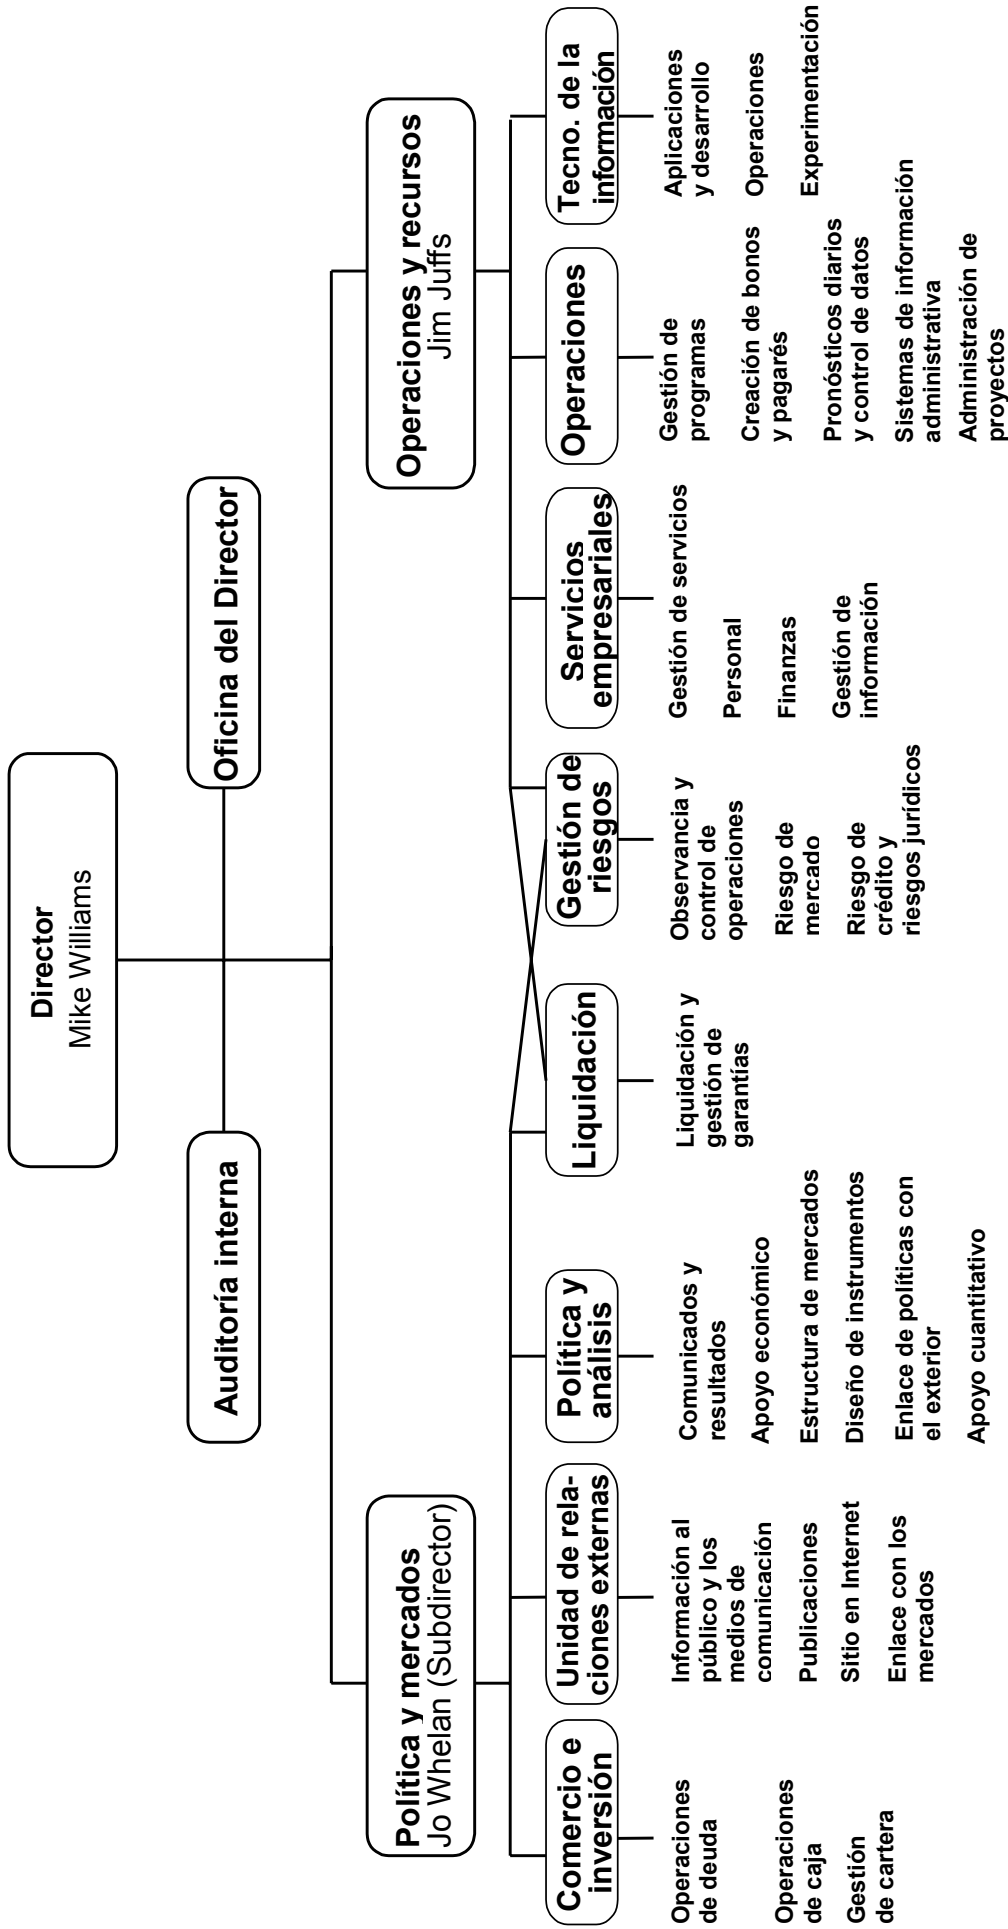 Director
Mike Williams
Auditoría interna
Oficina del Director
Política y mercados
Jo Whelan (Subdirector)
Operaciones y recursos
Jim Juffs
Comercio e
inversión
Operaciones
de deuda
Operaciones
de caja
Gestión
de cartera
Unidad de rela-
ciones externas
Información al
público y los
medios de
comunicación
Publicaciones
Sitio en Internet
Enlace con los
mercados
Política y
análisis
Comunicados y
resultados
Apoyo económico
Estructura de mercados
Diseño de instrumentos
Enlace de políticas con
el exterior
Apoyo cuantitativo
Liquidación
Liquidación y
gestión de
garantías
Gestión de
riesgos
Observancia y
control de
operaciones
Riesgo de
mercado
Riesgo de
crédito y
riesgos jurídicos
Servicios
empresariales
Gestión de servicios
Personal
Finanzas
Gestión de
información
Operaciones
Gestión de
programas
Creación de bonos
y pagarés
Pronósticos diarios
y control de datos
Sistemas de información
administrativa
Administración de
proyectos
Tecno. de la
información
Aplicaciones
y desarrollo
Operaciones
Experimentación